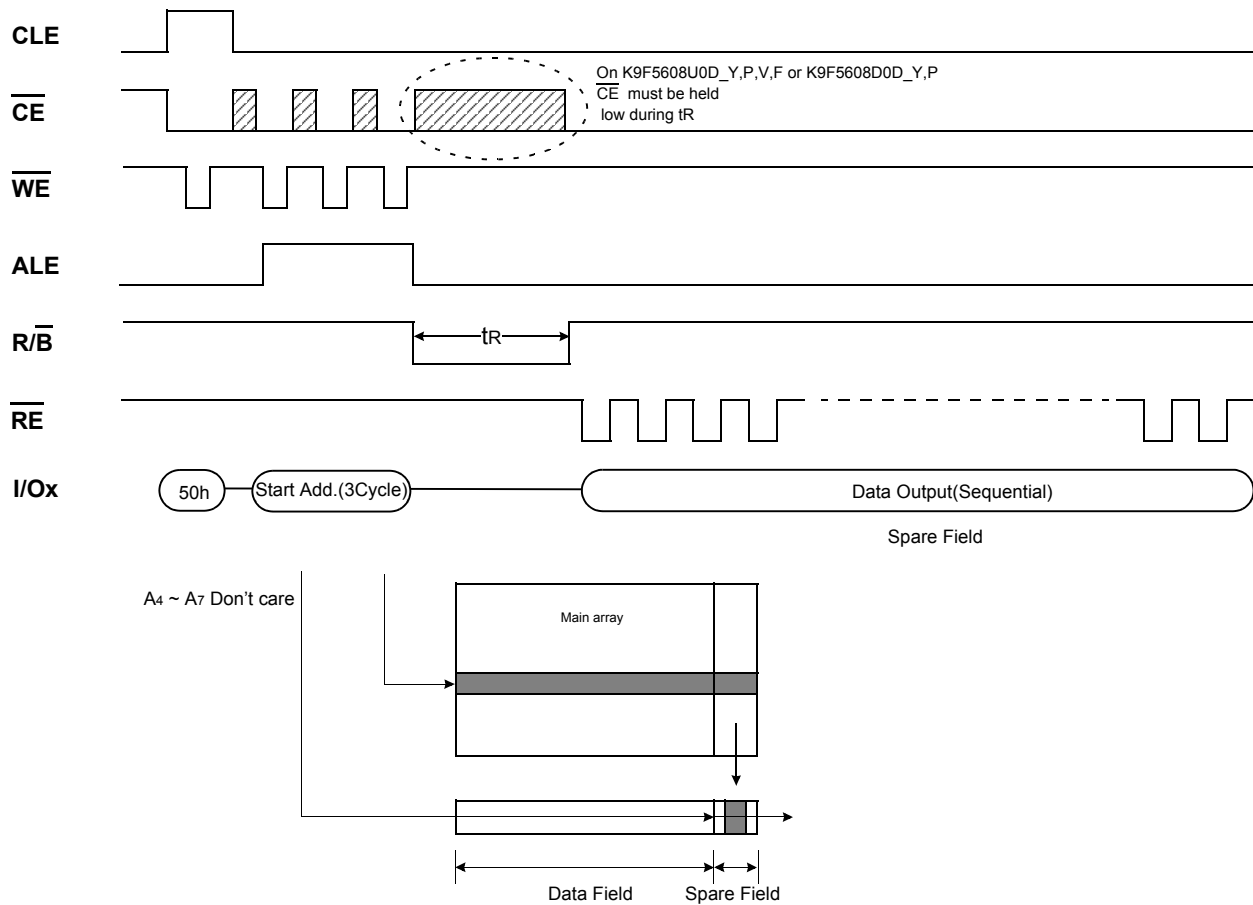 CLE
On K9F5608U0D_Y,P,V,F or K9F5608D0D_Y,P
CE must be held
low during tR
CE
WE
ALE
R/B
tR
RE
I/Ox
50h
Start Add.(3Cycle)
Data Output(Sequential)
Spare Field
A4 ~ A7 Don't care
Main array
Data Field
Spare Field